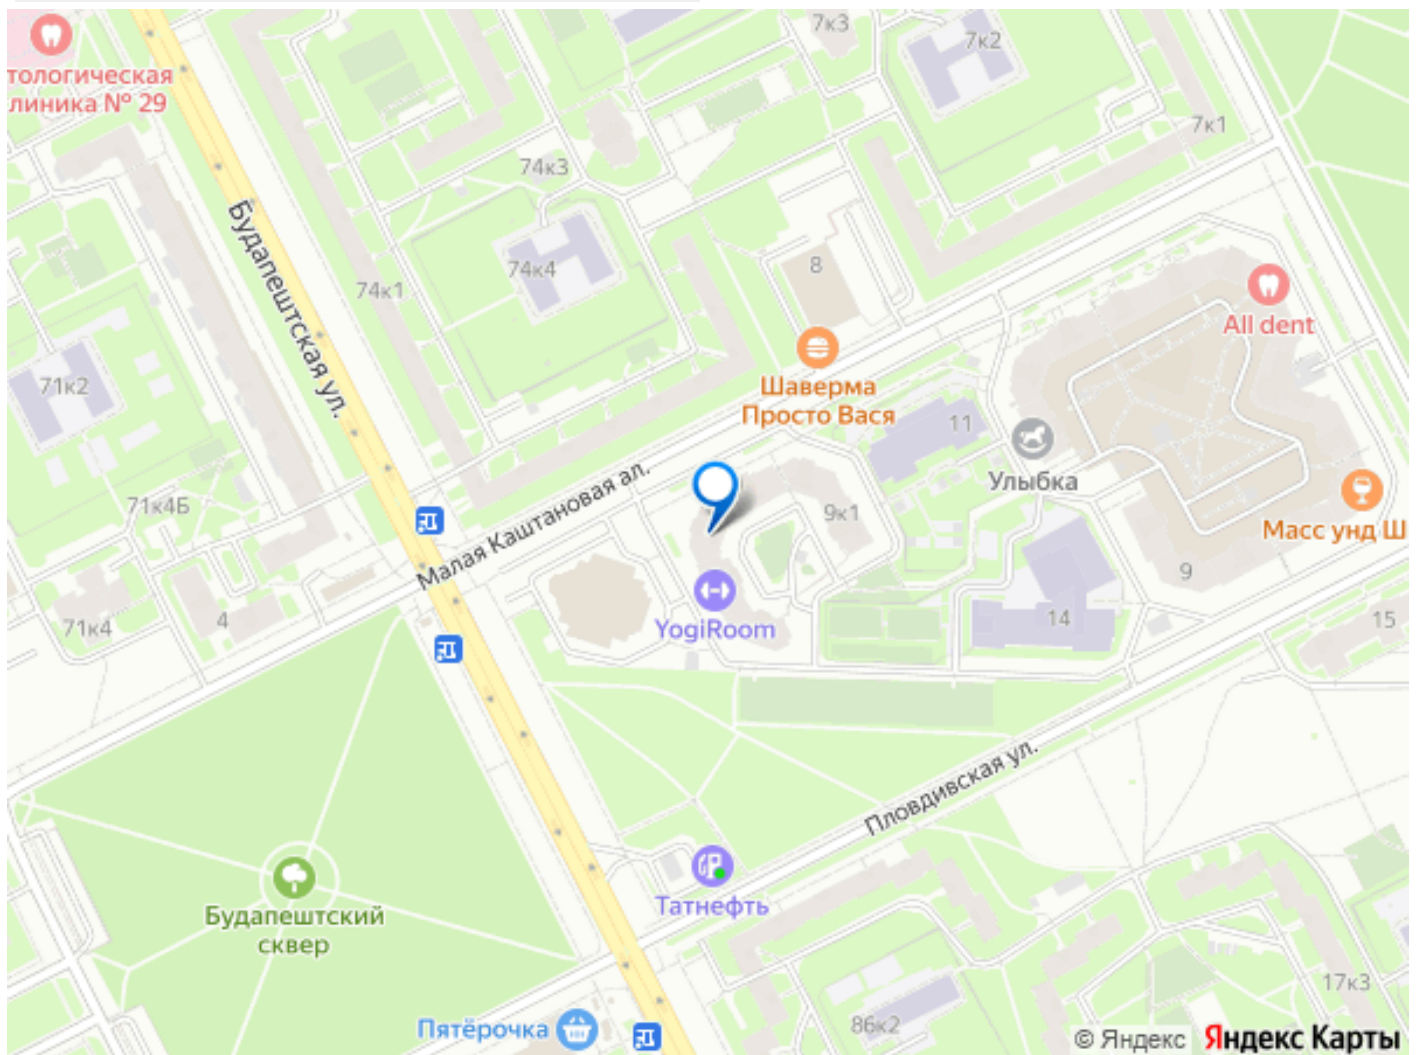 7к3
7к2
тологическая
линика № 29
7к1
74к3
Будапештская ул.
74к4
8
74к1
All dent
71к2
Шаверма
Просто Вася
11
Малая Каштановая ал.
Улыбка
71к4Б
9к1
Масс унд Ш
9
YogiRoom
14
15
4
71к4
Пловдивская ул.
Татнефть
Будапештский
сквер
17к3
Пятёрочка
86к2
© Яндекс Яндекс Карты